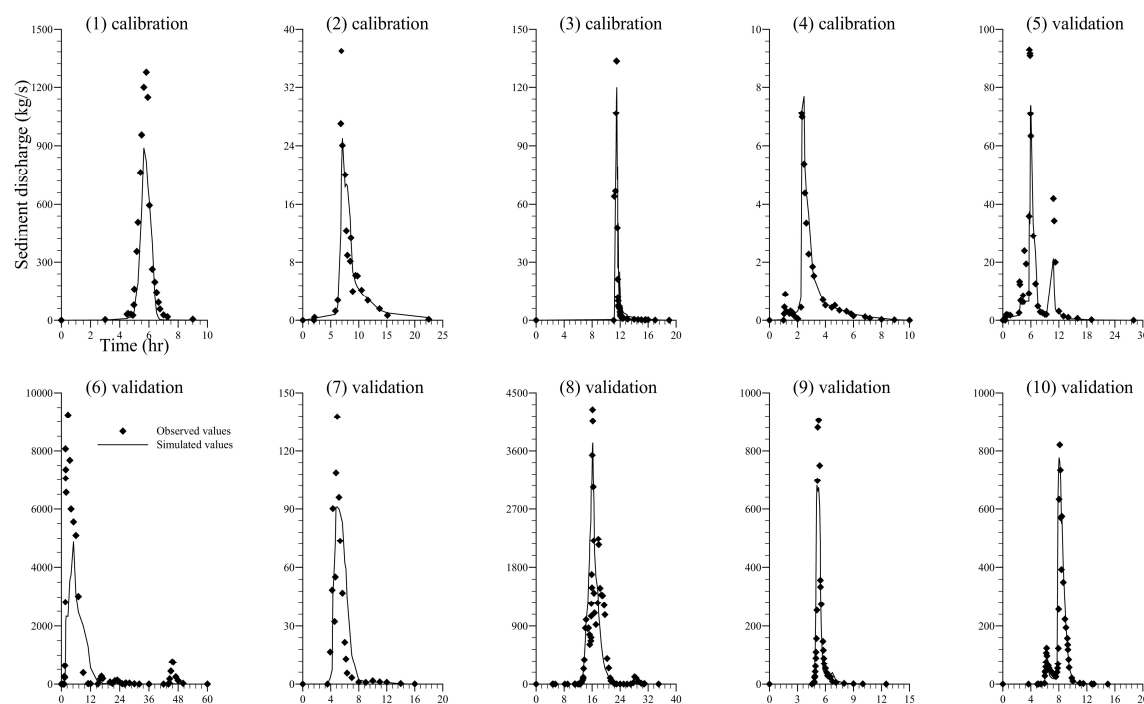 (1) calibration
1500
1200
900
600
300
0
0 2 4 6 8 10
Sediment discharge (kg/s)
Time (hr)
(2) calibration
40
32
24
16
8
0
0 5 10 15 20 25
(3) calibration
150
120
90
60
30
0
0 4 8 12 16 20
(4) calibration
10
8
6
4
2
0
0 2 4 6 8 10
(5) validation
100
80
60
40
20
0
0 6 12 18 24 30
(6) validation
10000
8000
6000
4000
2000
0
0 12 24 36 48 60
Observed values
Simulated values
(7) validation
150
120
90
60
30
0
0 4 8 12 16 20
(8) validation
4500
3600
2700
1800
900
0
0 8 16 24 32 40
(9) validation
1000
800
600
400
200
0
0 3 6 9 12 15
(10) validation
1000
800
600
400
200
0
0 4 8 12 16 20